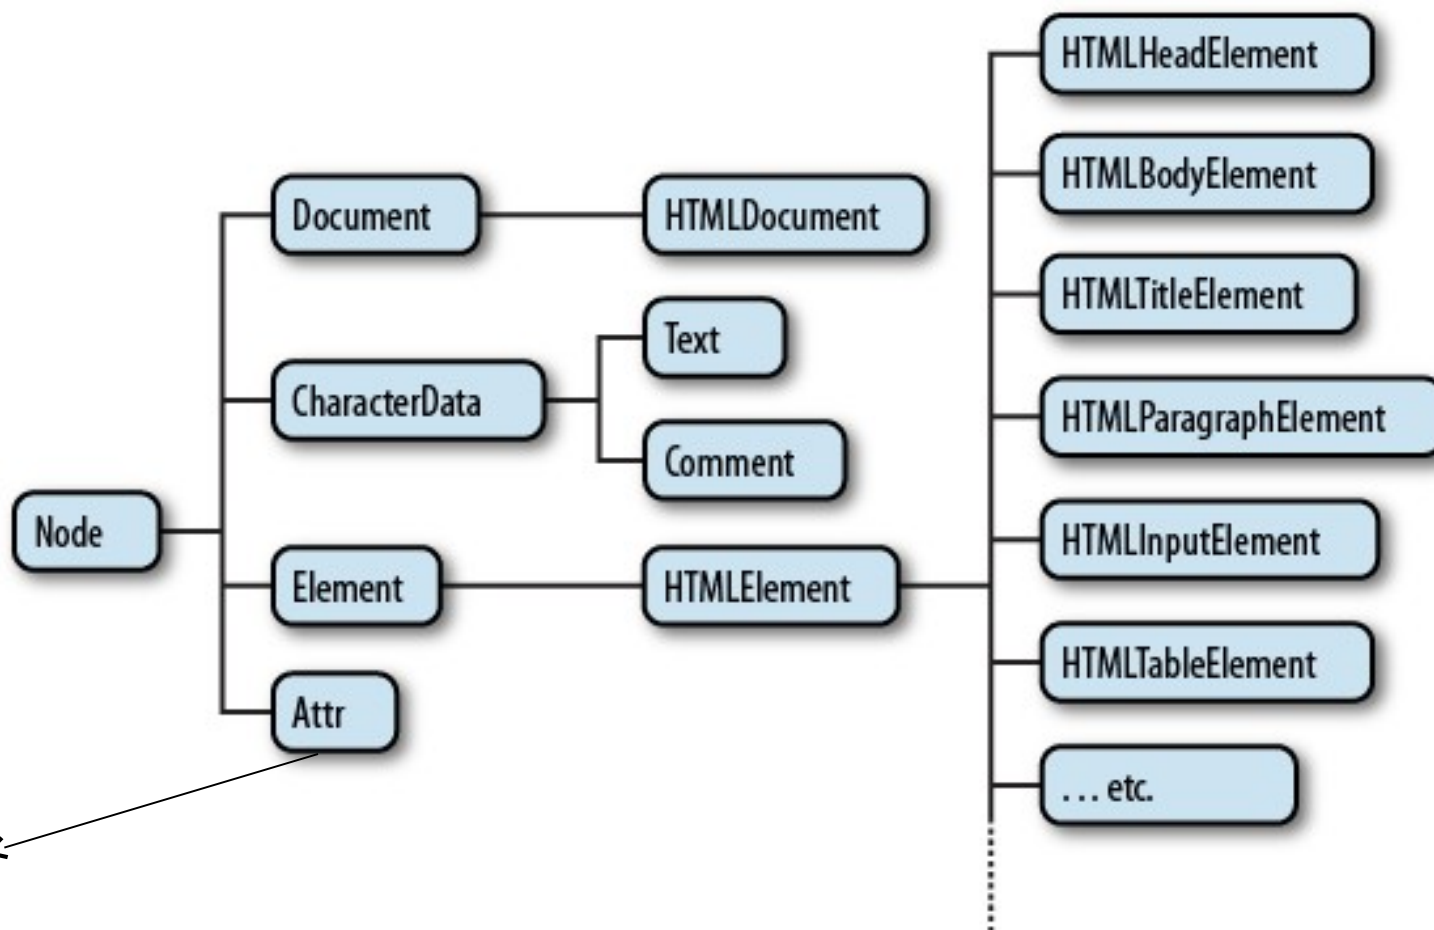 HTMLHeadElement
HTMLBodyElement
Document
HTMLDocument
HTMLTitleElement
Text
CharacterData
HTMLParagraphElement
Comment
Node
HTMLInputElement
Element
HTMLElement
HTMLTableElement
Attr
. . . etc.